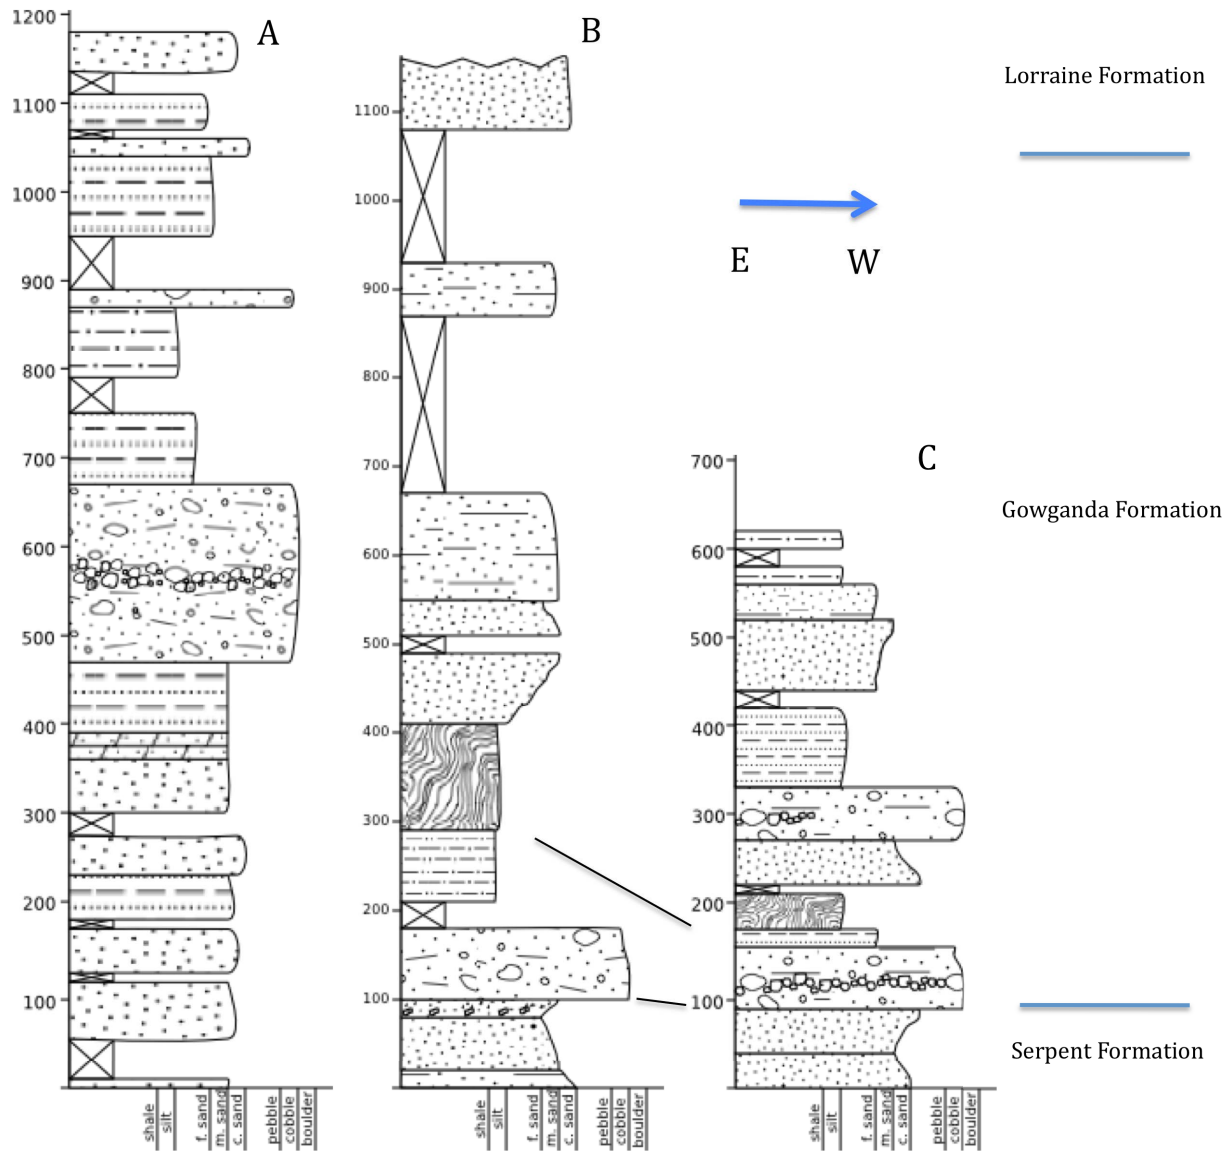 A
1200
1100
1000
900
800
700
600
500
400
300
200
100
shale
silt
f. sand
m. sand
c. sand
pebble
cobble
boulder
B
1100
1000
900
800
700
600
500
400
300
200
100
shale
silt
f. sand
m. sand
c. sand
pebble
cobble
boulder
E W
C
700
600
500
400
300
200
100
shale
silt
f. sand
m. sand
c. sand
pebble
cobble
boulder
Lorraine Formation
Gowganda Formation
Serpent Formation